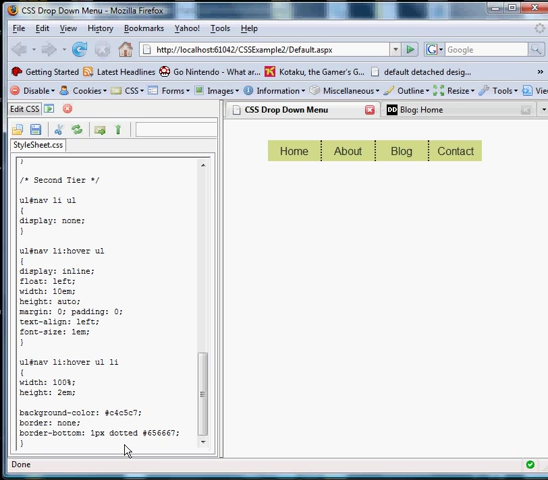 CSS Drop Down Menu - Mozilla Firefox
File Edit View History Bookmarks Yahoo! Tools Help
http://localhost:61042/CSSExample2/Default.aspx
Google
Getting Started Latest Headlines Go Nintendo - What ar... Kotaku, the Gamer's G... default detached desig...
Disable Cookies CSS Forms Images Information Miscellaneous Outline Resize Tools
Edit CSS
CSS Drop Down Menu
DD Blog: Home
StyleSheet.css
Home About Blog Contact
}
/* Second Tier */
ul#nav li ul
{
display: none;
}
ul#nav li:hover ul
{
display: inline;
float: left;
width: 10em;
height: auto;
margin: 0; padding: 0;
text-align: left;
font-size: 1em;
}
ul#nav li:hover ul li
{
width: 100%;
height: 2em;
background-color: #c4c5c7;
border: none;
border-bottom: 1px dotted #656667;
}
Done